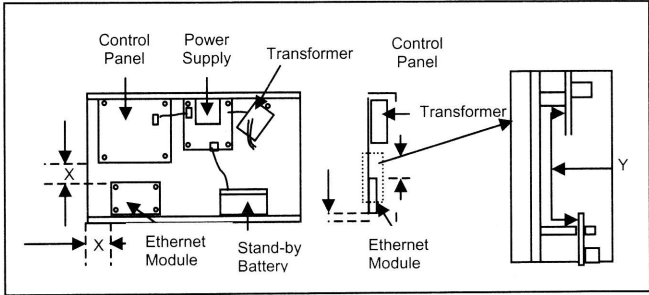 Control
Panel
Power
Supply
Transformer
Control
Panel
Transformer
X
Y
X
Ethernet
Module
Stand-by
Battery
Ethernet
Module